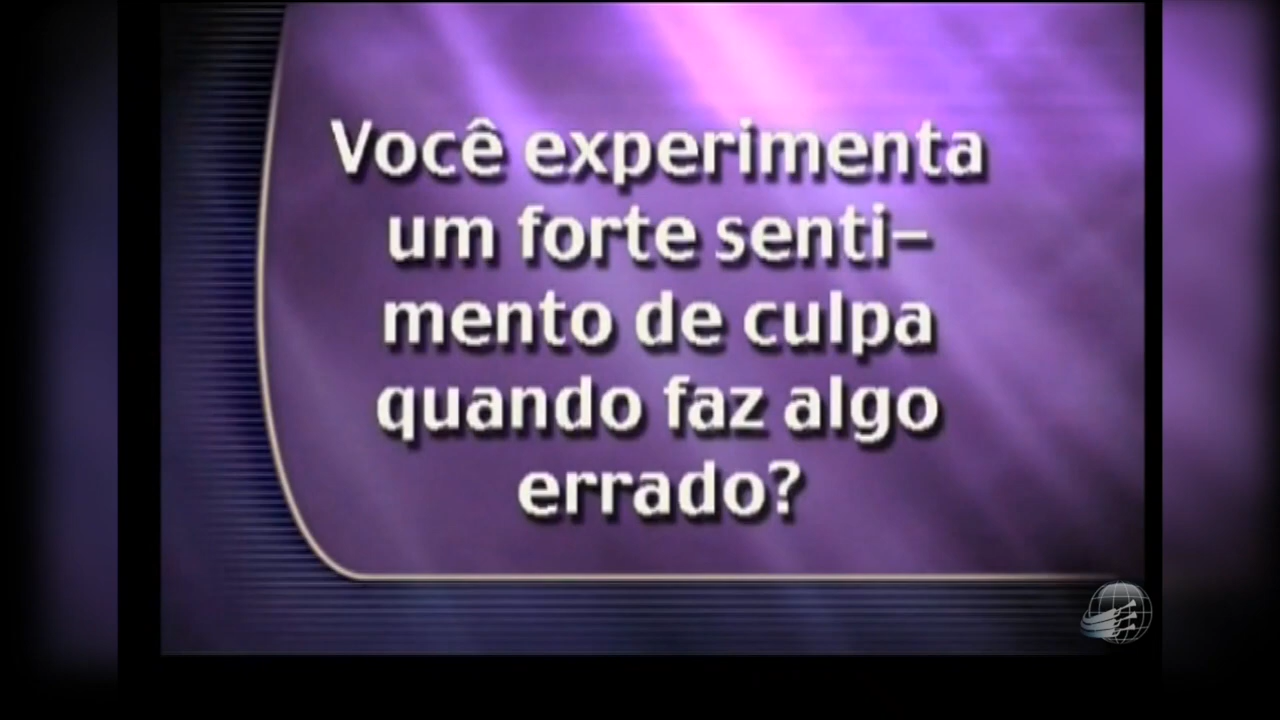 Você experimenta
um forte senti-
mento de culpa
quando faz algo
errado?